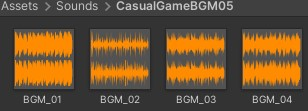 Assets > Sounds > CasualGameBGM05
BGM_01 BGM_02 BGM_03 BGM_04